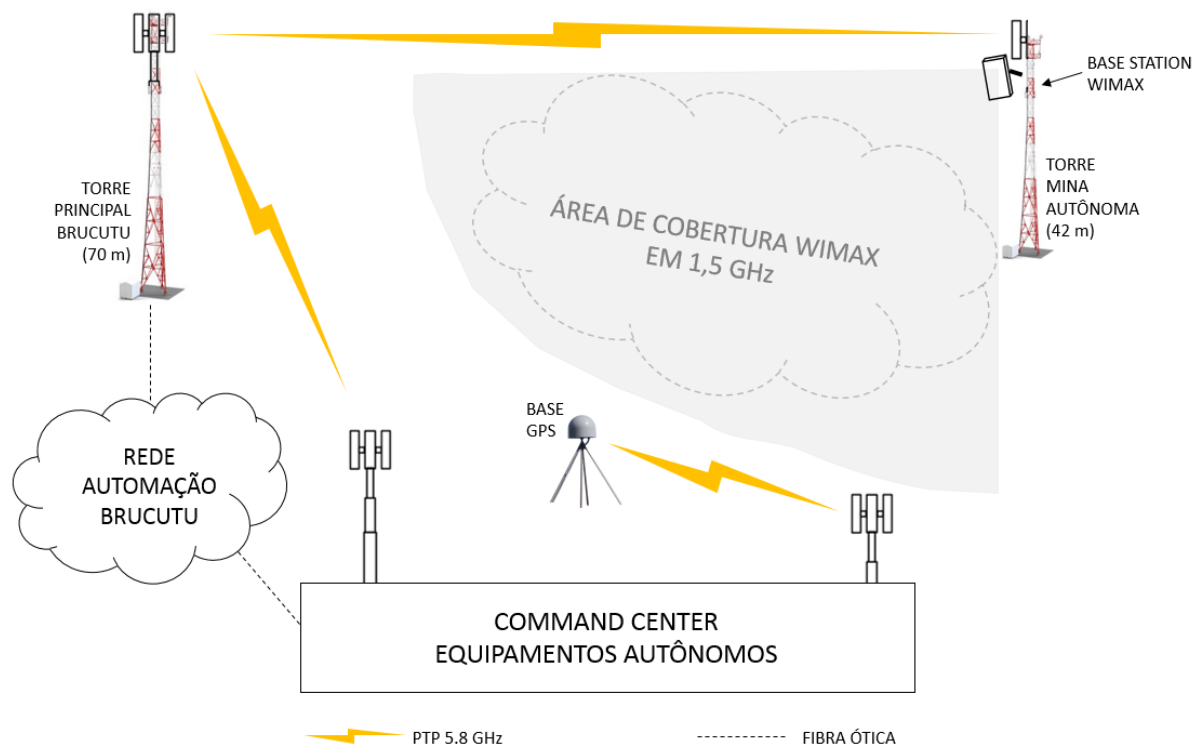 BASE STATION
WIMAX
TORRE
PRINCIPAL
BRUCUTU
(70 m)
ÁREA DE COBERTURA WIMAX
EM 1,5 GHz
TORRE
MINA
AUTÔNOMA
(42 m)
BASE
GPS
REDE
AUTOMAÇÃO
BRUCUTU
COMMAND CENTER
EQUIPAMENTOS AUTÔNOMOS
PTP 5.8 GHz
FIBRA ÓTICA